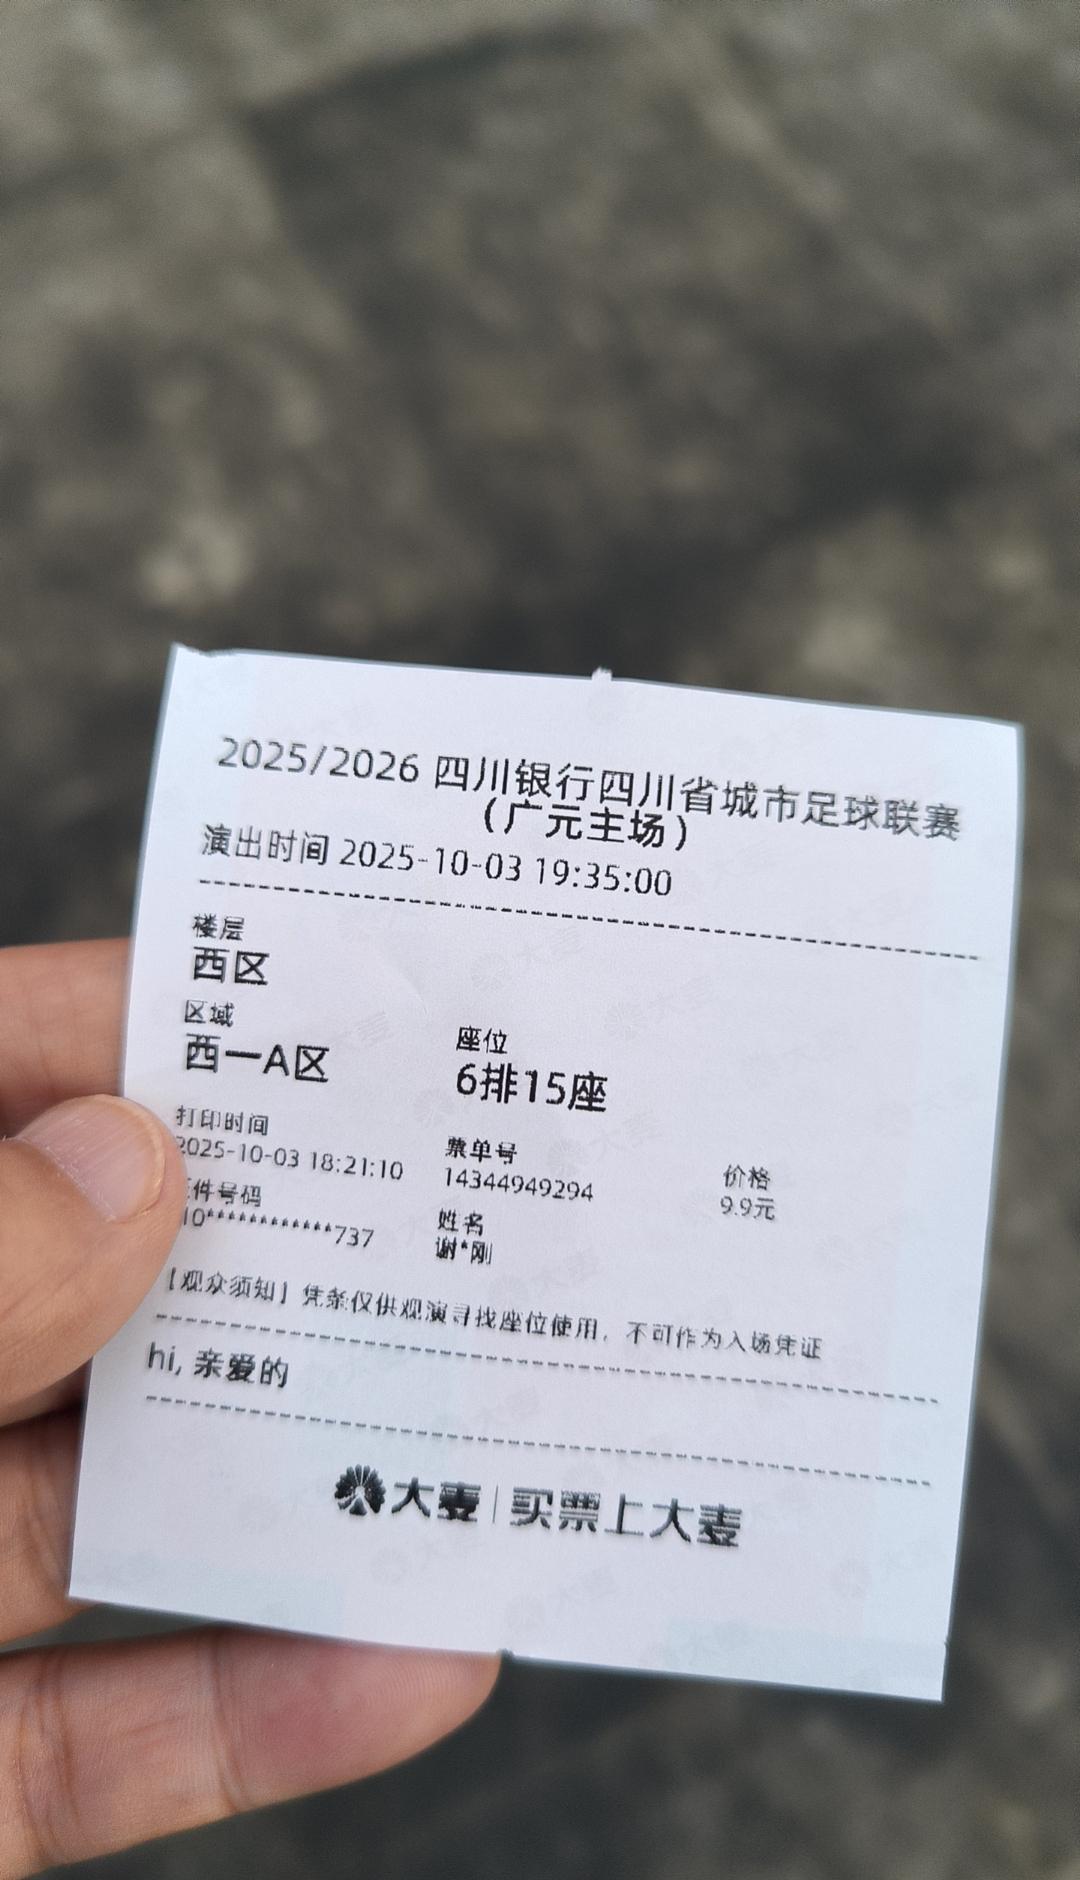 2025/2026 四川银行四川省城市足球联赛
(广元主场)
演出时间 2025-10-03 19:35:00
楼层
西区
区域
西一A区
座位
6排15座
打印时间
2025-10-03 18:21:10
票单号
14344949294
价格
9.9元
件号码
10************737
姓名
谢*刚
【观众须知】凭条仅供观演寻找座位使用，不可作为入场凭证
hi, 亲爱的
大麦 | 买票上大麦